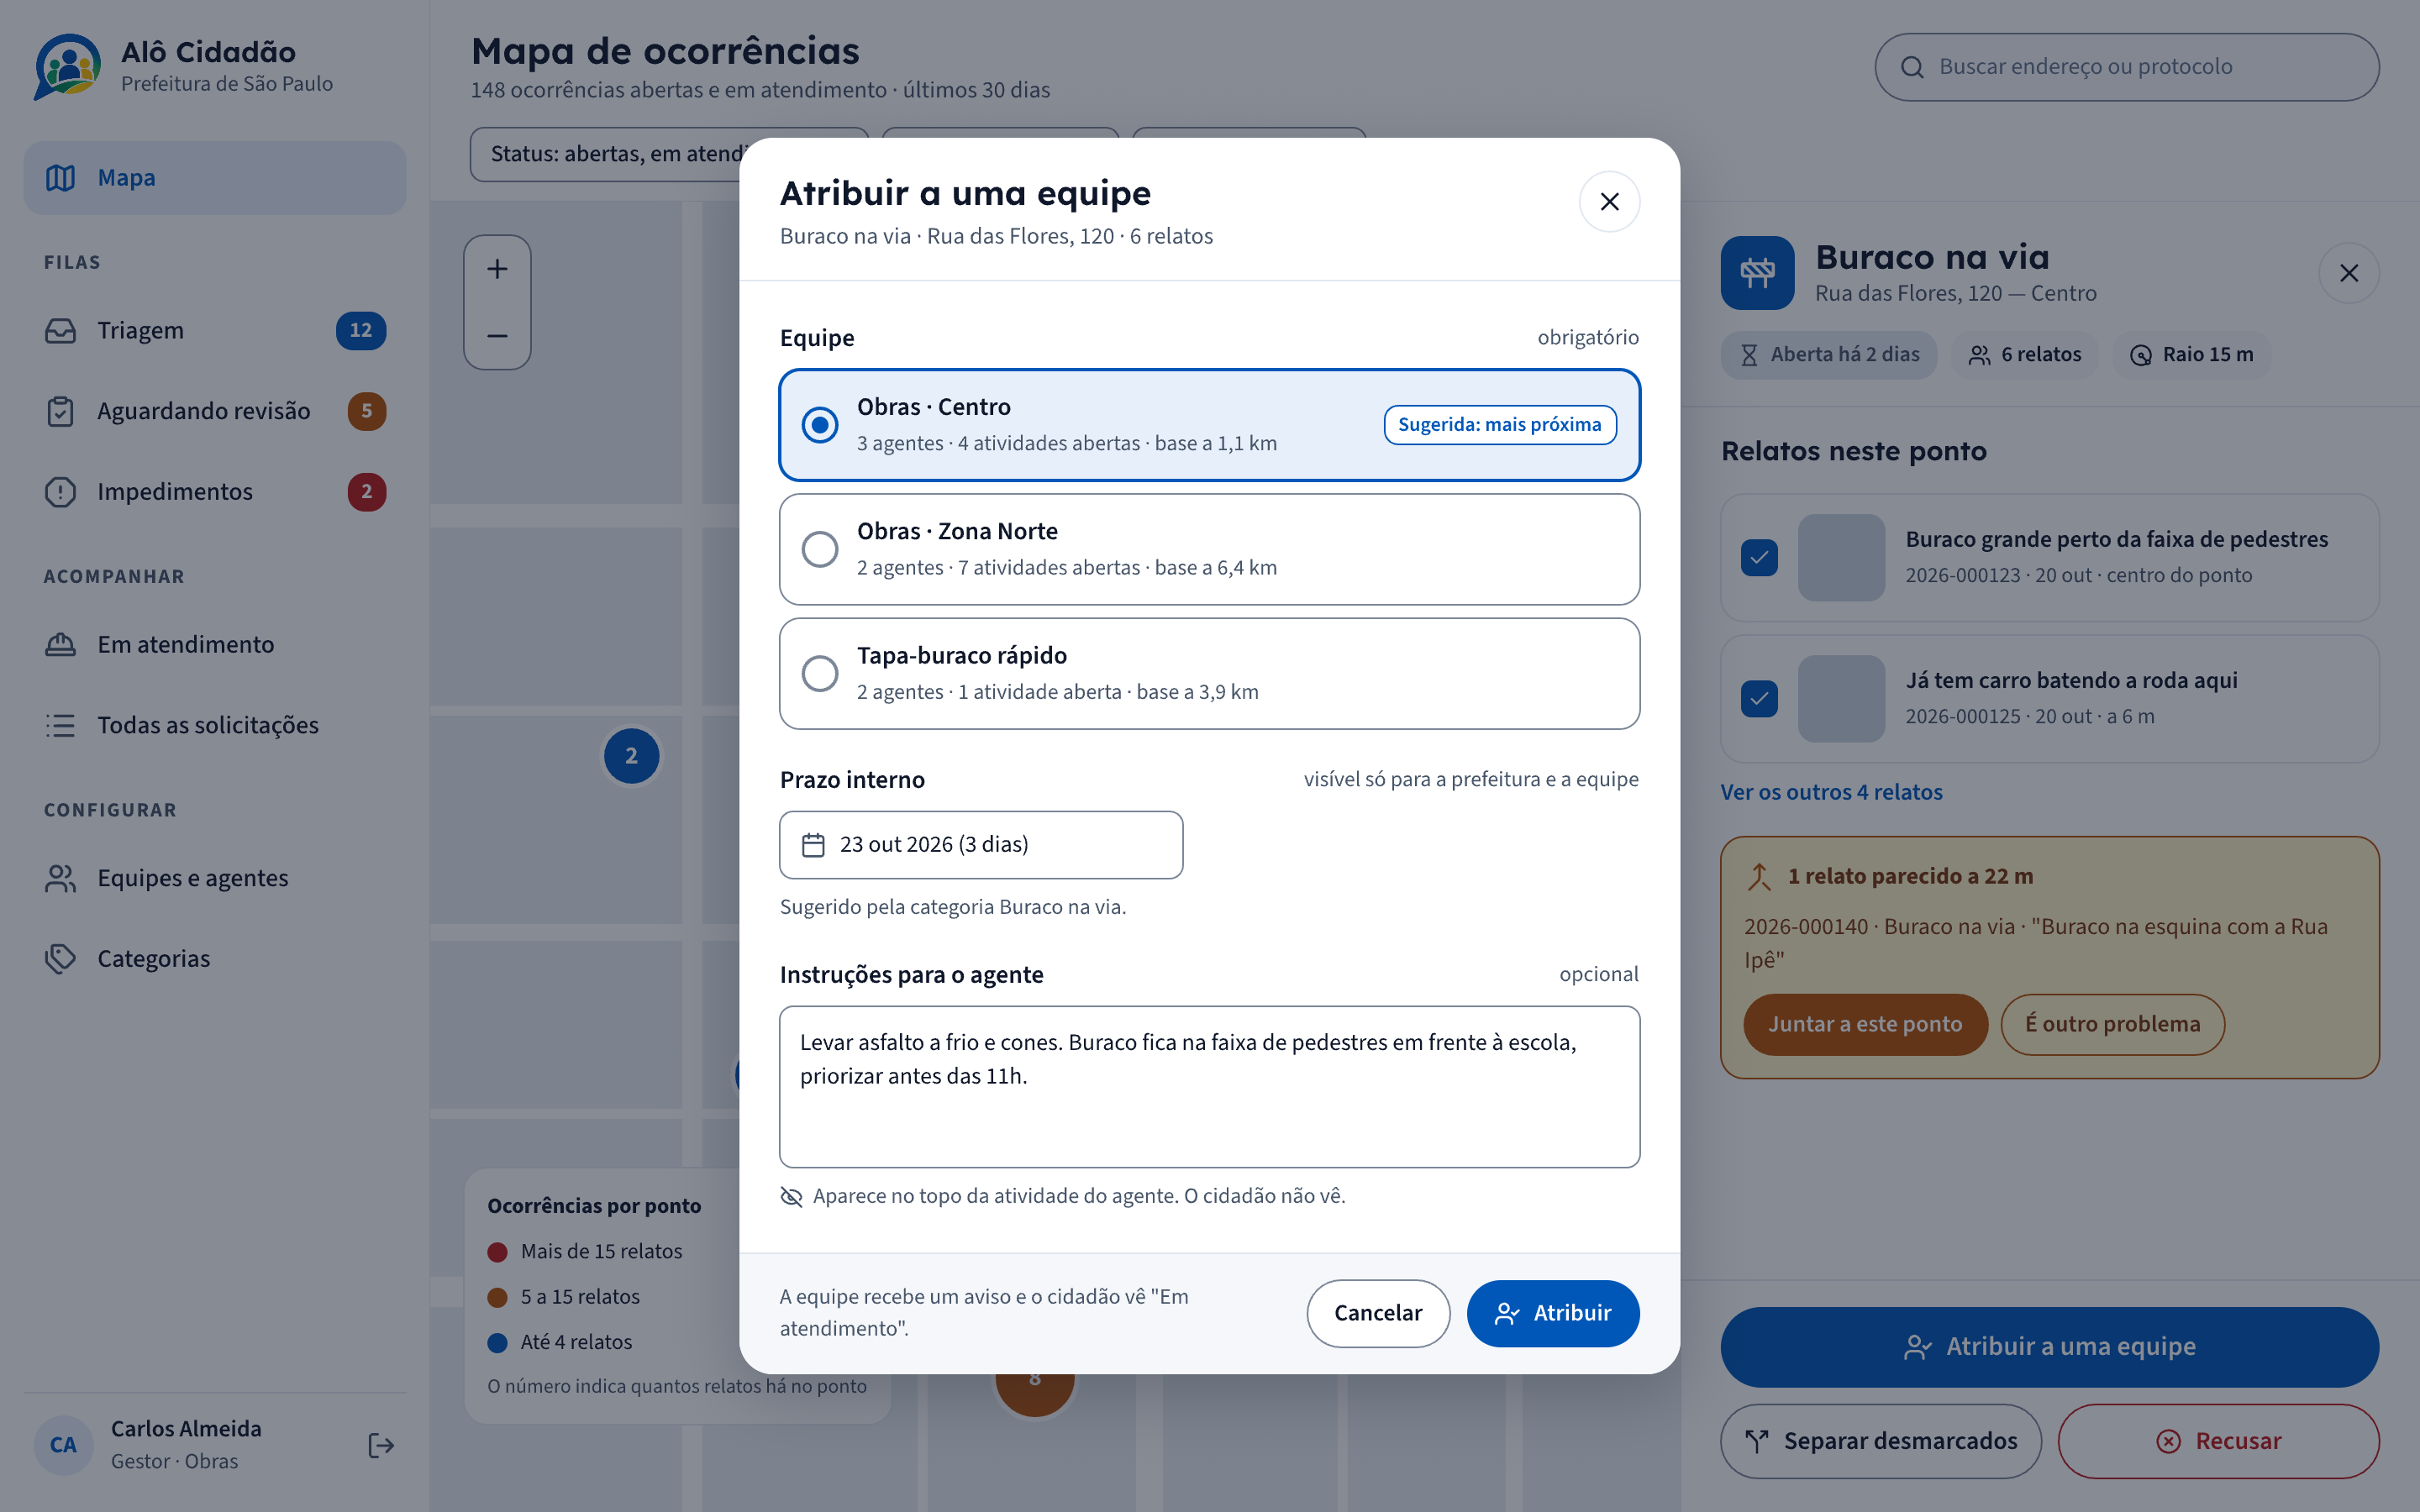 Alô Cidadão
Prefeitura de São Paulo
Mapa
FILAS
Triagem
12
Aguardando revisão
5
Impedimentos
2
ACOMPANHAR
Em atendimento
Todas as solicitações
CONFIGURAR
Equipes e agentes
Categorias
CA
Carlos Almeida
Gestor · Obras
Mapa de ocorrências
148 ocorrências abertas e em atendimento · últimos 30 dias
Buscar endereço ou protocolo
Status: abertas, em
+
−
2
Ocorrências por ponto
Mais de 15 relatos
5 a 15 relatos
Até 4 relatos
O número indica quantos relatos há no ponto
8
Atribuir a uma equipe
Buraco na via · Rua das Flores, 120 · 6 relatos
Equipe
obrigatório
Obras · Centro
3 agentes · 4 atividades abertas · base a 1,1 km
Sugerida: mais próxima
Obras · Zona Norte
2 agentes · 7 atividades abertas · base a 6,4 km
Tapa-buraco rápido
2 agentes · 1 atividade aberta · base a 3,9 km
Prazo interno
visível só para a prefeitura e a equipe
23 out 2026 (3 dias)
Sugerido pela categoria Buraco na via.
Instruções para o agente
opcional
Levar asfalto a frio e cones. Buraco fica na faixa de pedestres em frente à escola,
priorizar antes das 11h.
Aparece no topo da atividade do agente. O cidadão não vê.
A equipe recebe um aviso e o cidadão vê "Em
atendimento".
Cancelar
Atribuir
Buraco na via
Rua das Flores, 120 — Centro
Aberta há 2 dias
6 relatos
Raio 15 m
Relatos neste ponto
Buraco grande perto da faixa de pedestres
2026-000123 · 20 out · centro do ponto
Já tem carro batendo a roda aqui
2026-000125 · 20 out · a 6 m
Ver os outros 4 relatos
1 relato parecido a 22 m
2026-000140 · Buraco na via · "Buraco na esquina com a Rua
Ipê"
Juntar a este ponto
É outro problema
Atribuir a uma equipe
Separar desmarcados
Recusar